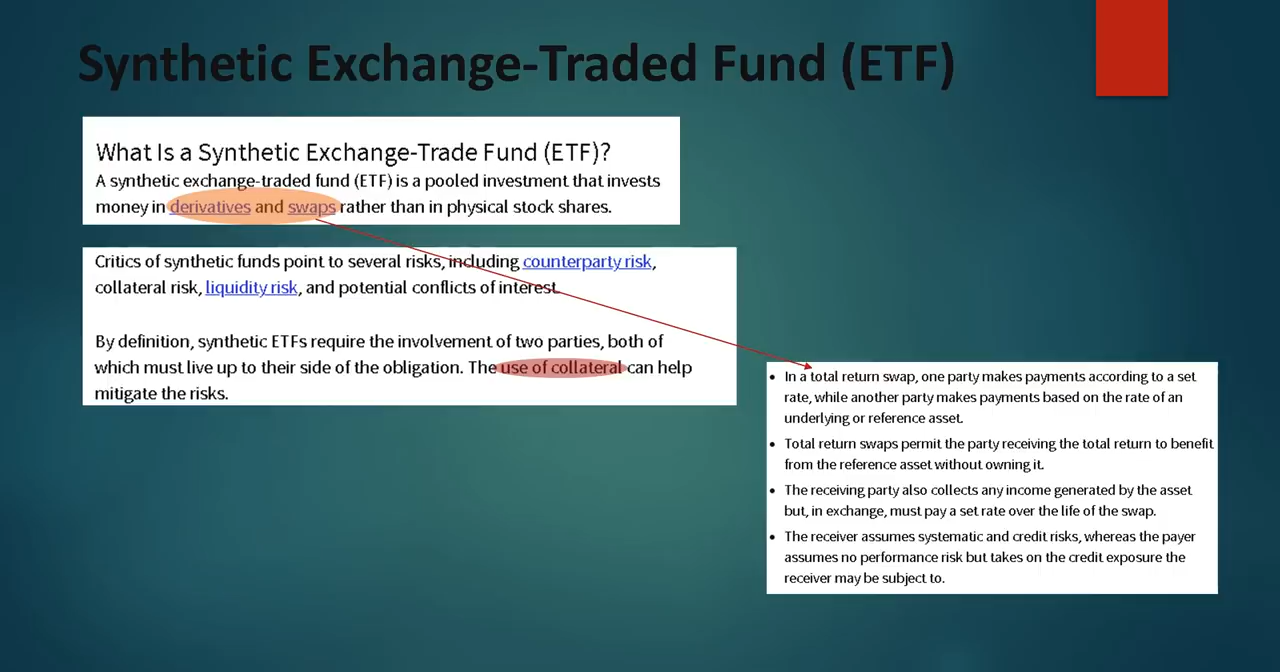 Synthetic Exchange-Traded Fund (ETF)
What Is a Synthetic Exchange-Trade Fund (ETF)?
A synthetic exchange-traded fund (ETF) is a pooled investment that invests
money in derivatives and swaps rather than in physical stock shares.
Critics of synthetic funds point to several risks, including counterparty risk,
collateral risk, liquidity risk, and potential conflicts of interest.
By definition, synthetic ETFs require the involvement of two parties, both of
which must live up to their side of the obligation. The use of collateral can help
mitigate the risks.
• In a total return swap, one party makes payments according to a set
rate, while another party makes payments based on the rate of an
underlying or reference asset.
• Total return swaps permit the party receiving the total return to benefit
from the reference asset without owning it.
• The receiving party also collects any income generated by the asset
but, in exchange, must pay a set rate over the life of the swap.
• The receiver assumes systematic and credit risks, whereas the payer
assumes no performance risk but takes on the credit exposure the
receiver may be subject to.